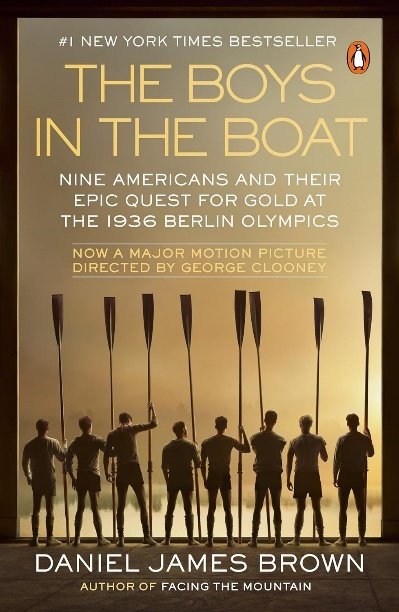 #1 NEW YORK TIMES BESTSELLER
THE BOYS
IN THE BOAT
NINE AMERICANS AND THEIR
EPIC QUEST FOR GOLD AT
THE 1936 BERLIN OLYMPICS
NOW A MAJOR MOTION PICTURE
DIRECTED BY GEORGE CLOONEY
DANIEL JAMES BROWN
AUTHOR OF FACING THE MOUNTAIN